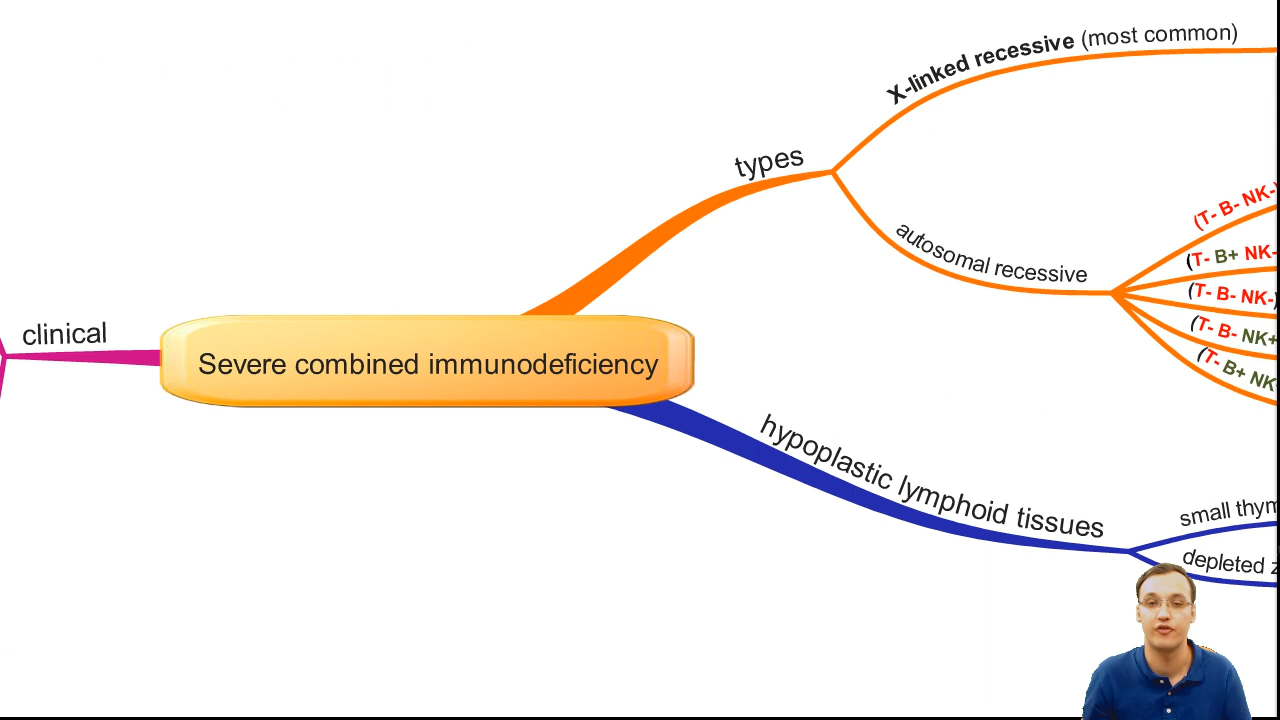 X-linked recessive (most common)
types
autosomal recessive
(T- B- NK-)
(T- B+ NK-
(T- B- NK-)
(T- B- NK+
(T- B+ NK-
clinical
Severe combined immunodeficiency
hypoplastic lymphoid tissues
small thym
depleted z